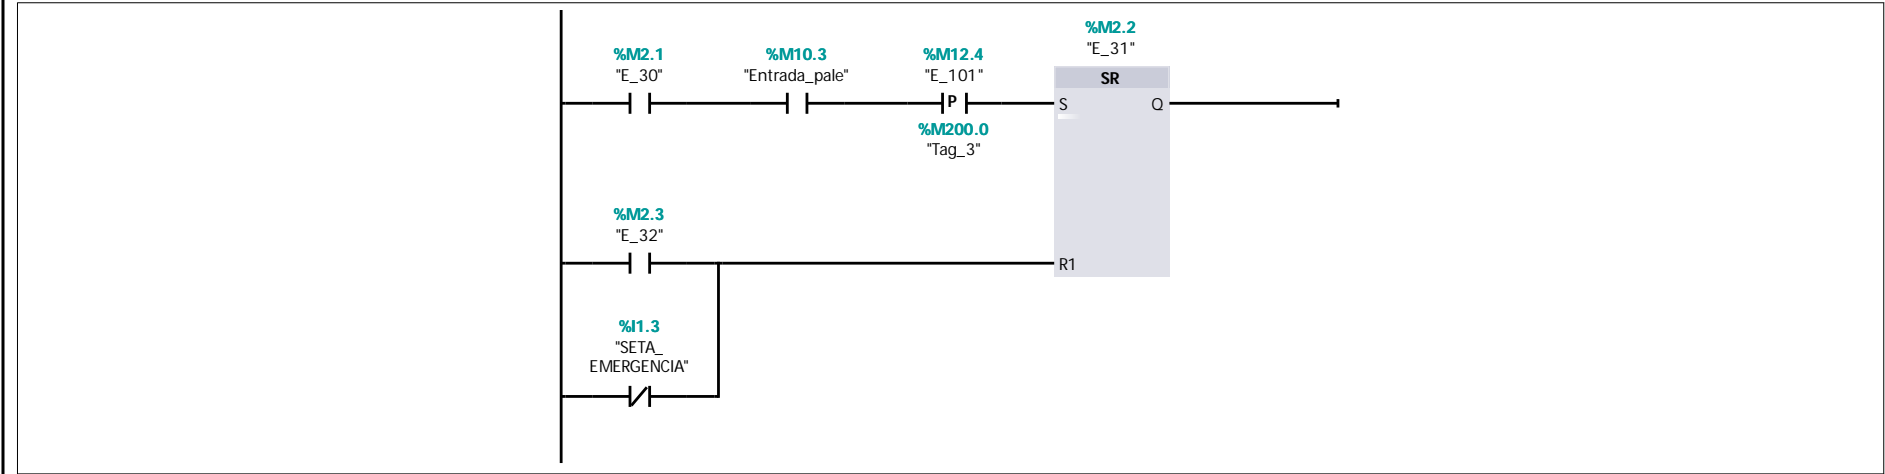 %M2.2
"E_31"
%M2.1
"E_30"
%M10.3
"Entrada_pale"
%M12.4
"E_101"
SR
P
S
Q
%M200.0
"Tag_3"
%M2.3
"E_32"
R1
%I1.3
"SETA_
EMERGENCIA"